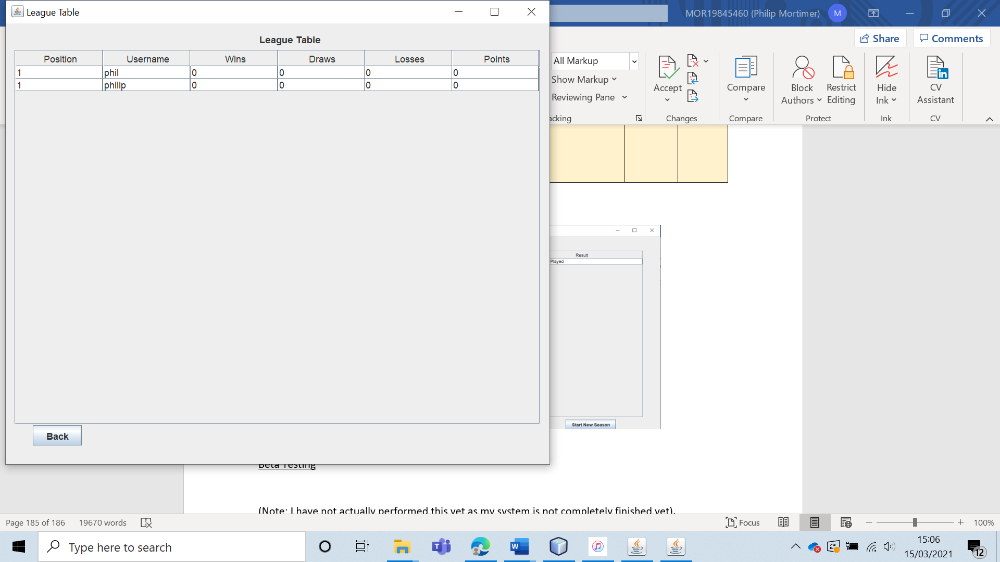 League Table
MOR19845460 (Philip Mortimer) M
Share Comments
League Table
Position Username Wins Draws Losses Points
1 phil 0 0 0 0
1 philip 0 0 0 0
All Markup
Show Markup
Reviewing Pane
acking
Accept
Changes
Compare
Compare
Block Authors
Restrict Editing
Protect
Hide Ink
Ink
CV Assistant
CV
Result
Played
Start New Season
Back
Beta Testing
(Note: I have not actually performed this yet as my system is not completely finished yet).
Page 185 of 186 19670 words Focus 100%
Type here to search
15:06
15/03/2021
12